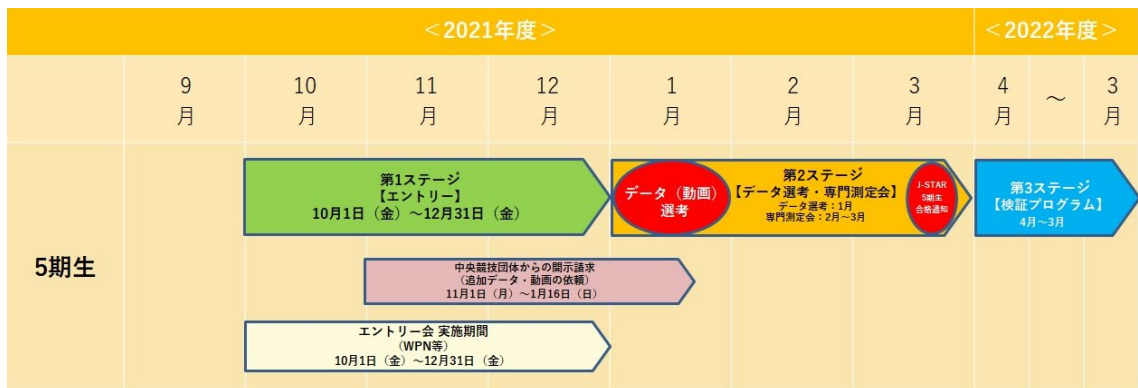 ＜2021年度＞
＜2022年度＞
9
月
10
月
11
月
12
月
1
月
2
月
3
月
4
月
～
3
月
5期生
第1ステージ
【エントリー】
10月1日（金）～12月31日（金）
データ（動画）
選考
第2ステージ
【データ選考・専門測定会】
データ選考：1月
専門測定会：2月～3月
J-STAR
5期生
合格通知
第3ステージ
【検証プログラム】
4月～3月
中央競技団体からの開示請求
（追加データ・動画の依頼）
11月1日（月）～1月16日（日）
エントリー会 実施期間
（WPN等）
10月1日（金）～12月31日（金）